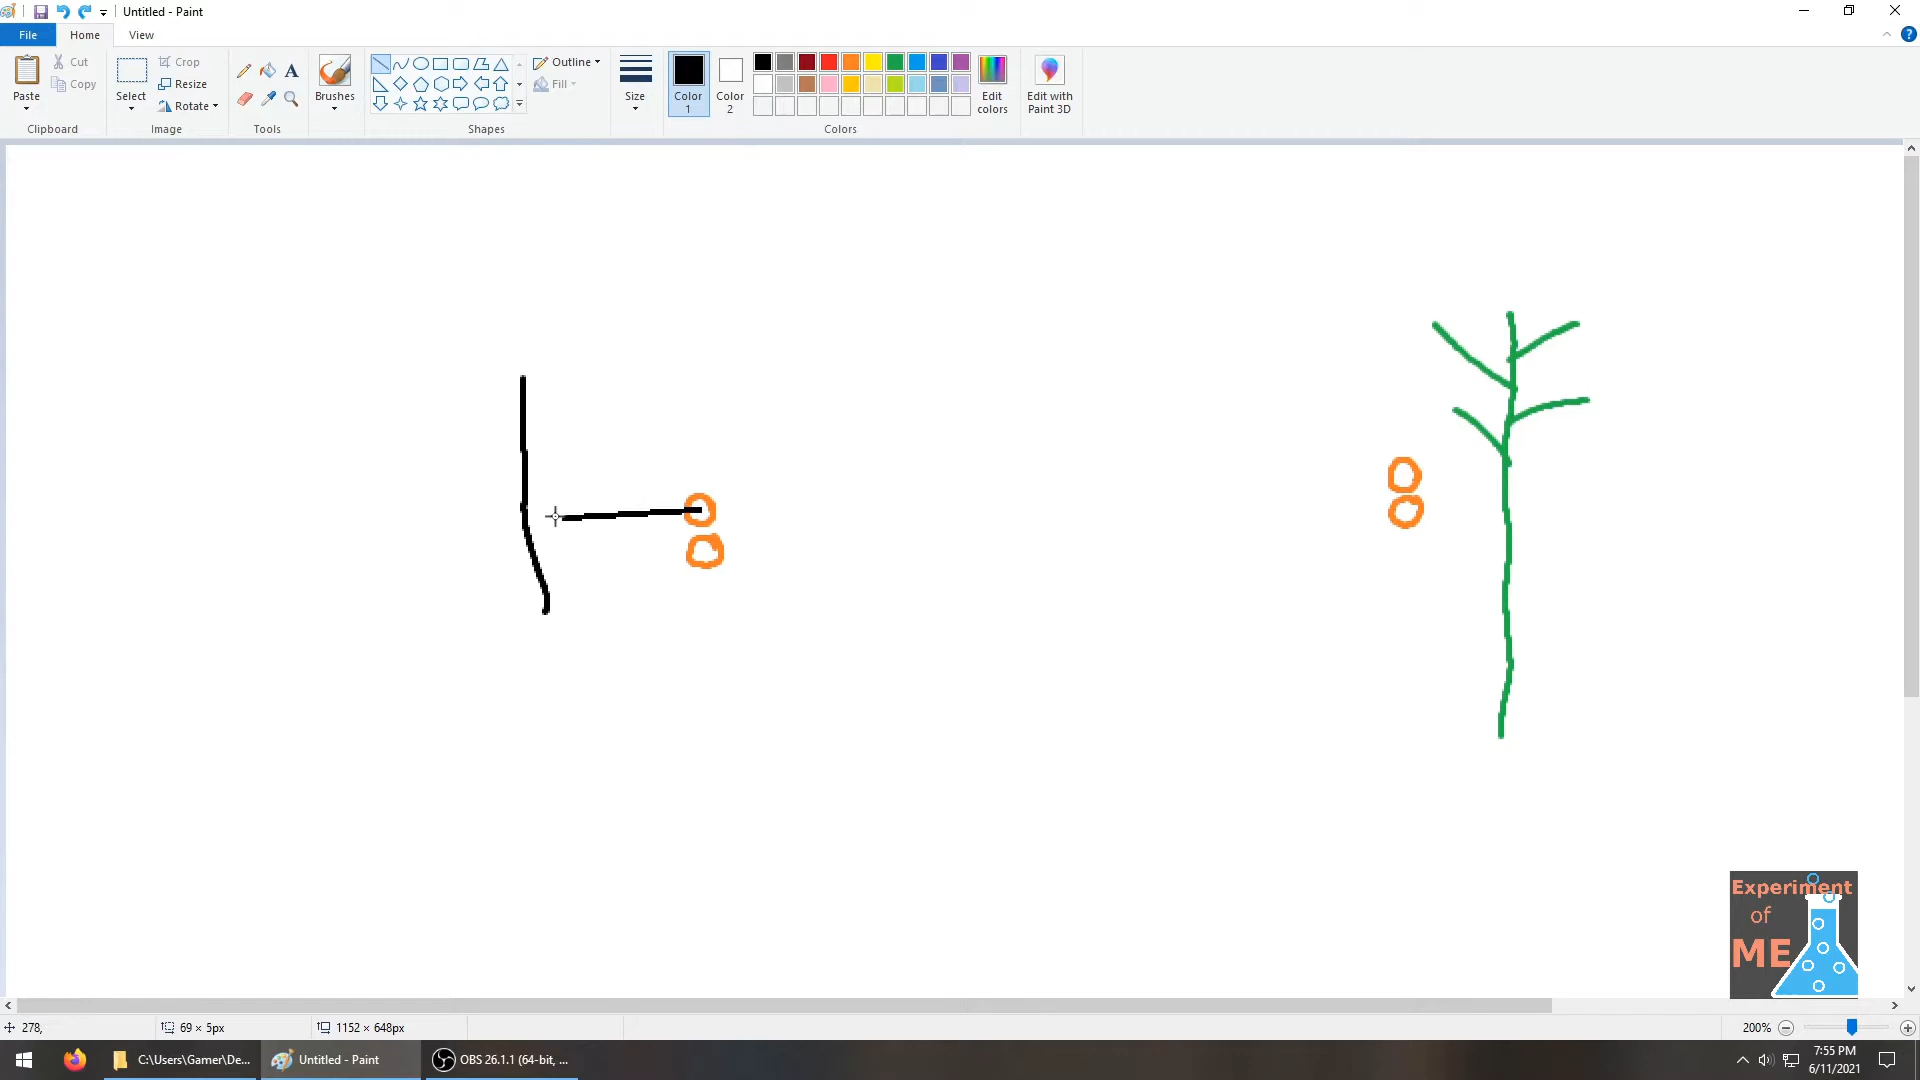 Untitled - Paint
File
Home
View
Paste
Cut
Copy
Clipboard
Select
Crop
Resize
Rotate
Image
A
Tools
Brushes
Shapes
Outline
Fill
Size
Color
1
Color
2
Edit
colors
Colors
Edit with
Paint 3D
Experiment
of
ME
278,
69 × 5px
1152 × 648px
200%
C:\Users\Gamer\De...
Untitled - Paint
OBS 26.1.1 (64-bit, ...
7:55 PM
6/11/2021